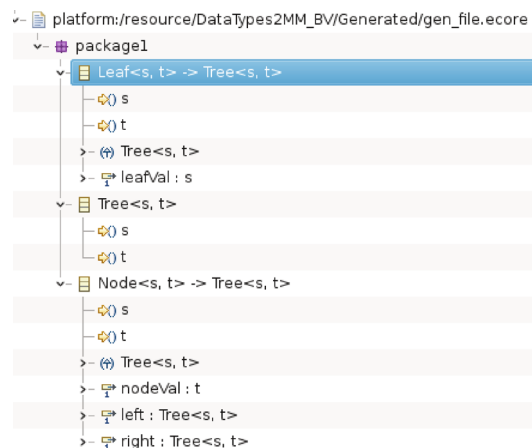 platform:/resource/DataTypes2MM_BV/Generated/gen_file.ecore
package1
Leaf<s, t> -> Tree<s, t>
s
t
Tree<s, t>
leafVal : s
Tree<s, t>
s
t
Node<s, t> -> Tree<s, t>
s
t
Tree<s, t>
nodeVal : t
left : Tree<s, t>
right : Tree<s, t>